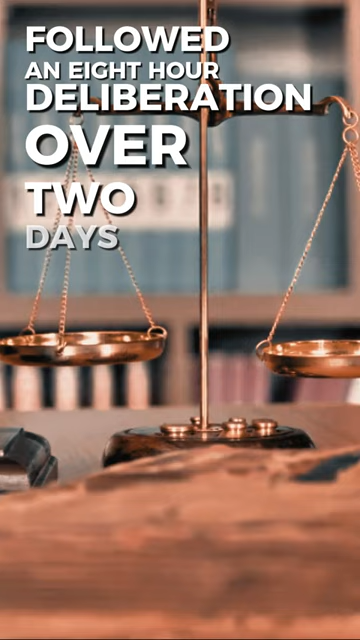 FOLLOWED
AN EIGHT HOUR
DELIBERATION
OVER
TWO
DAYS